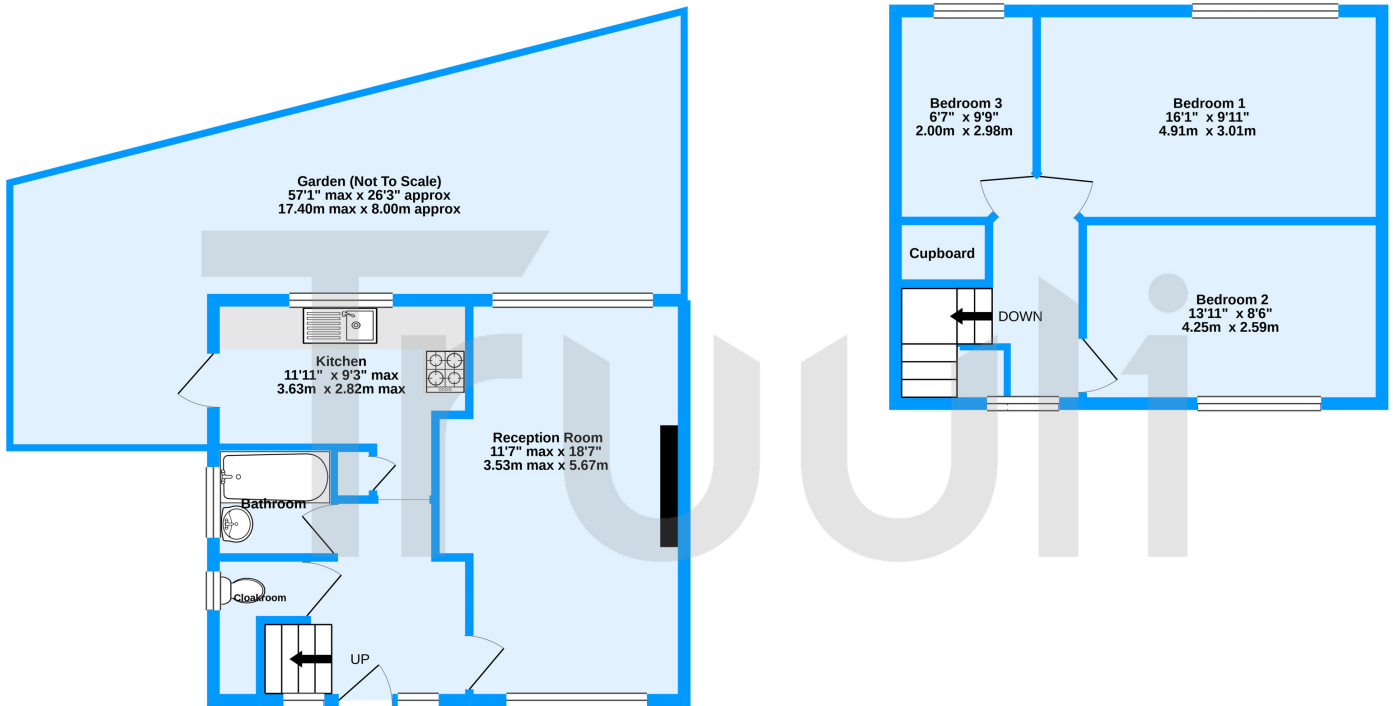 Garden (Not To Scale)
57'1" max x 26'3" approx
17.40m max x 8.00m approx
Kitchen
11'11" x 9'3" max
3.63m x 2.82m max
Reception Room
11'7" max x 18'7"
3.53m max x 5.67m
Bathroom
Cloakroom
UP
Bedroom 3
6'7" x 9'9"
2.00m x 2.98m
Bedroom 1
16'1" x 9'11"
4.91m x 3.01m
Cupboard
DOWN
Bedroom 2
13'11" x 8'6"
4.25m x 2.59m
Truuli